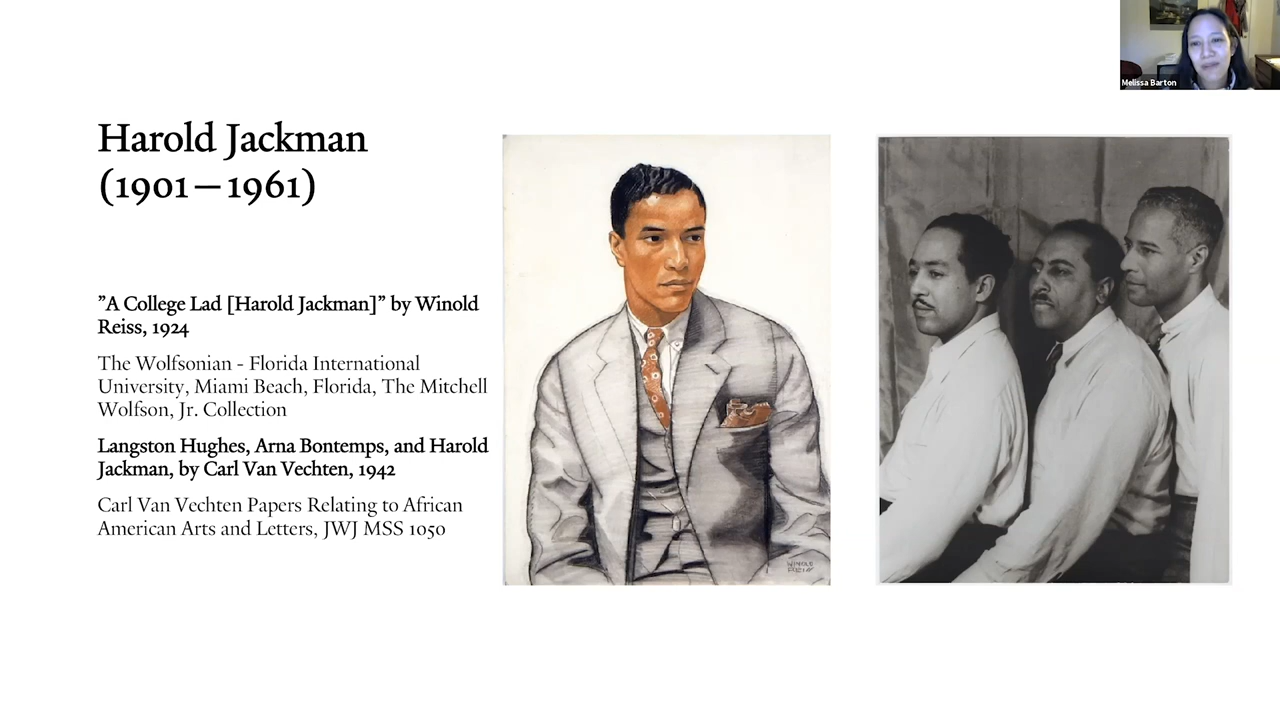 Melissa Barton
Harold Jackman
(1901–1961)
”A College Lad [Harold Jackman]” by Winold
Reiss, 1924
The Wolfsonian - Florida International
University, Miami Beach, Florida, The Mitchell
Wolfson, Jr. Collection
Langston Hughes, Arna Bontemps, and Harold
Jackman, by Carl Van Vechten, 1942
Carl Van Vechten Papers Relating to African
American Arts and Letters, JWJ MSS 1050
WINOLD
REISS